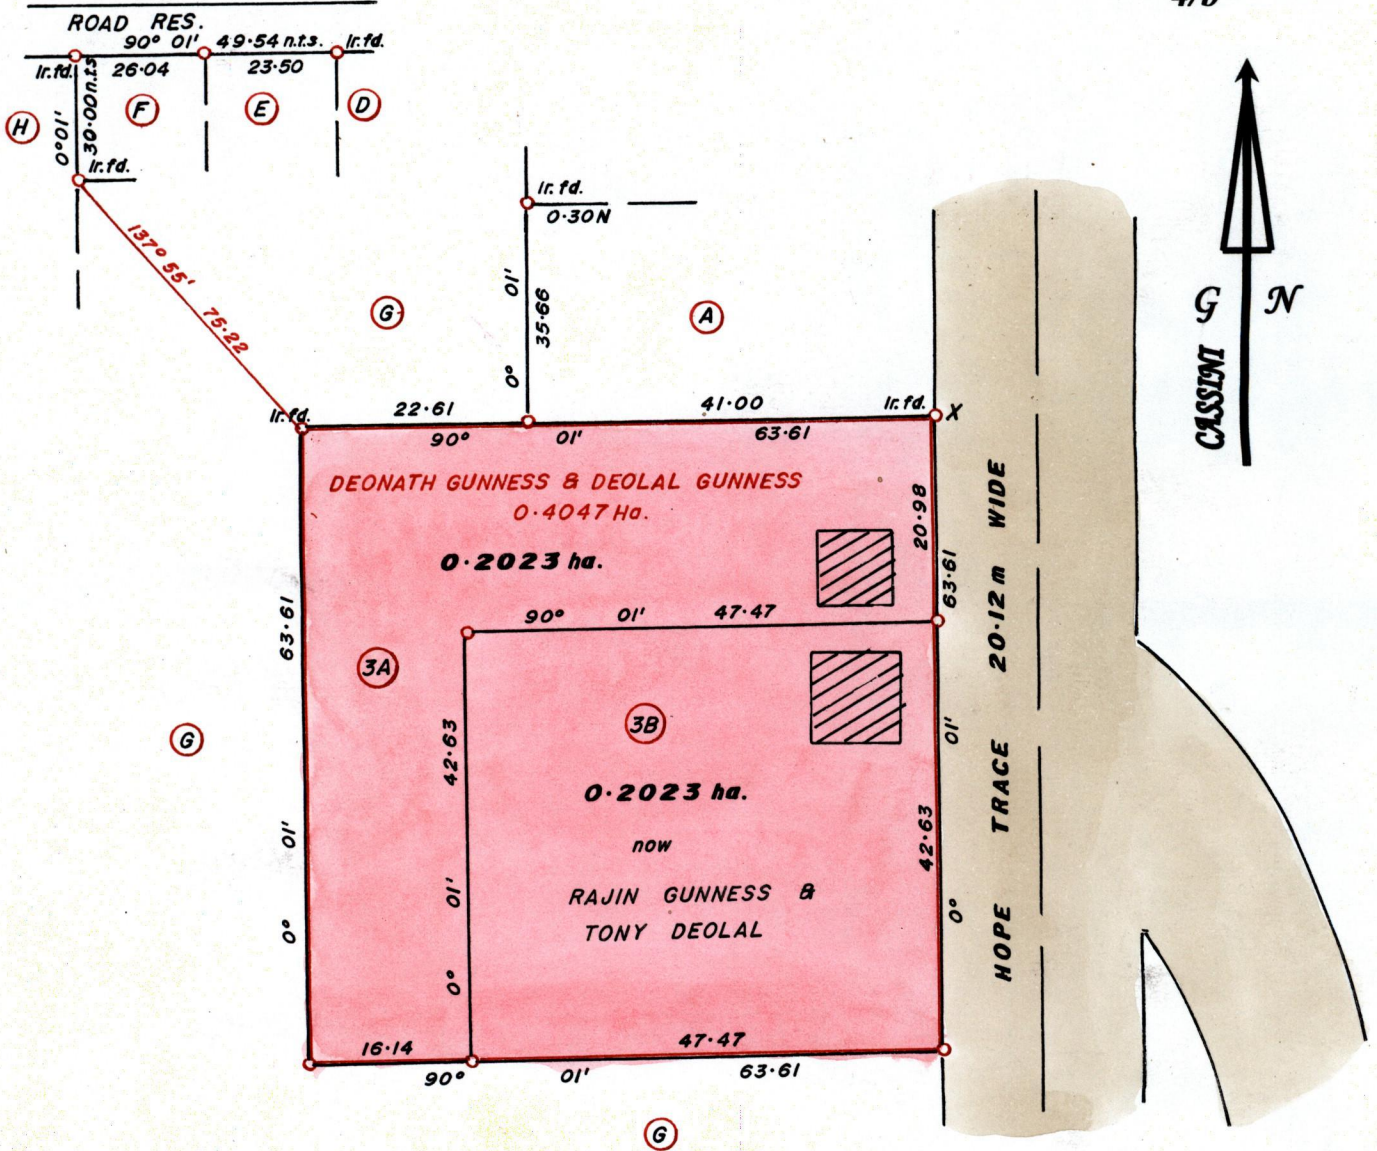 ROAD RES.
90° 01' 49·54 n.t.s. Ir.fd.
Ir.fd. 26·04 23·50
0°01' 30·00 n.t.s
H
F
E
D
Ir.fd.
137° 55' 75·22
Ir. fd.
0·30N
0° 01' 35·66
G
A
G N
CASSINI
Ir.fd. 22·61 41·00 Ir.fd. X
90° 01' 63·61
DEONATH GUNNESS & DEOLAL GUNNESS
0·4047 Ha.
0·2023 ha.
20·98
63·61
0° 01' 63·61
90° 01' 47·47
3A
3B
G
0° 01' 42·63
0·2023 ha.
now
RAJIN GUNNESS &
TONY DEOLAL
42·63
0° 01'
HOPE TRACE 20·12m WIDE
16·14 47·47
90° 01' 63·61
G